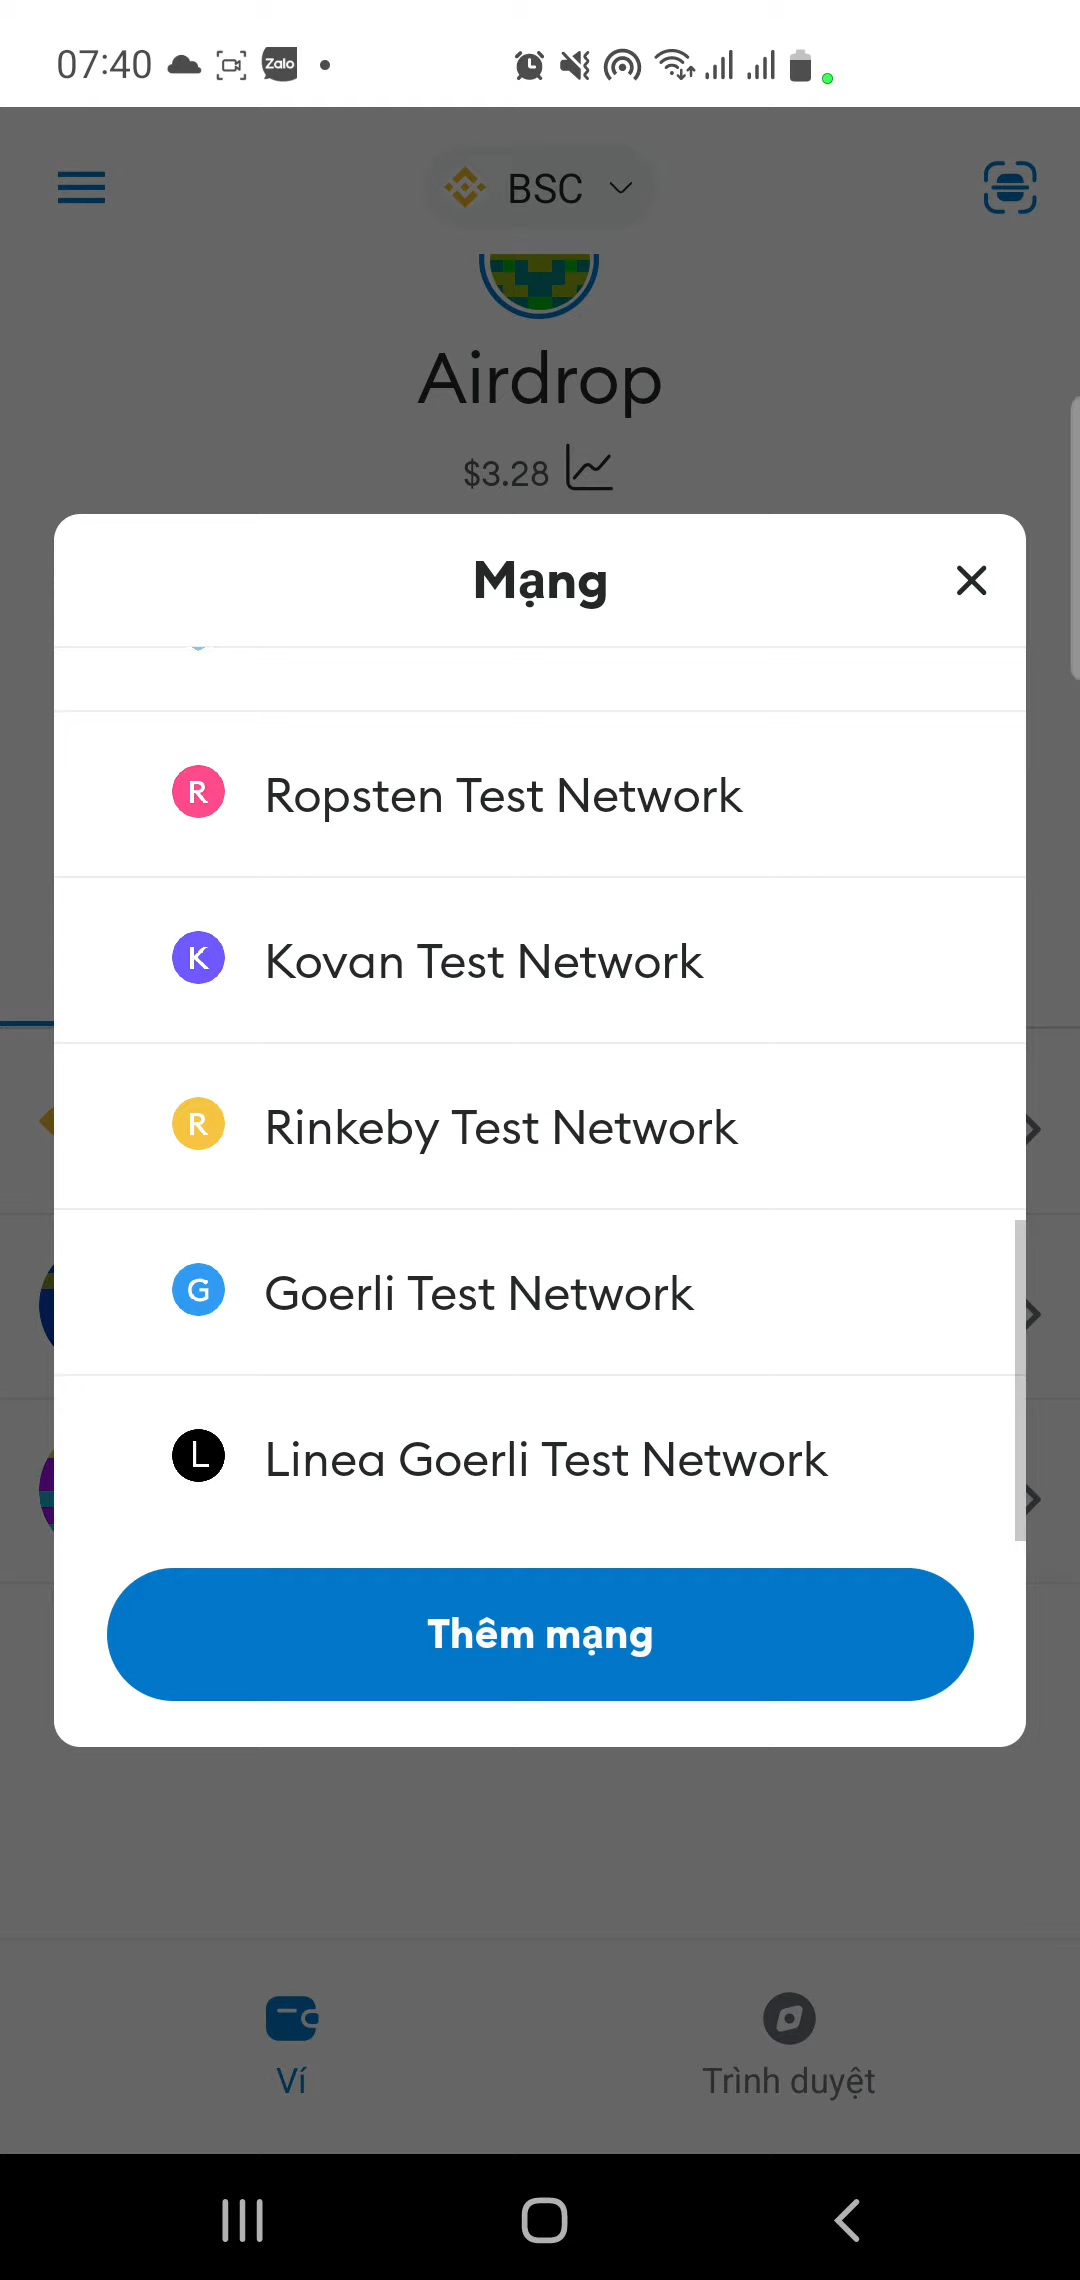 07:40 Zalo
BSC
Airdrop
$3.28
Mạng
R Ropsten Test Network
K Kovan Test Network
R Rinkeby Test Network
G Goerli Test Network
L Linea Goerli Test Network
Thêm mạng
Ví
Trình duyệt